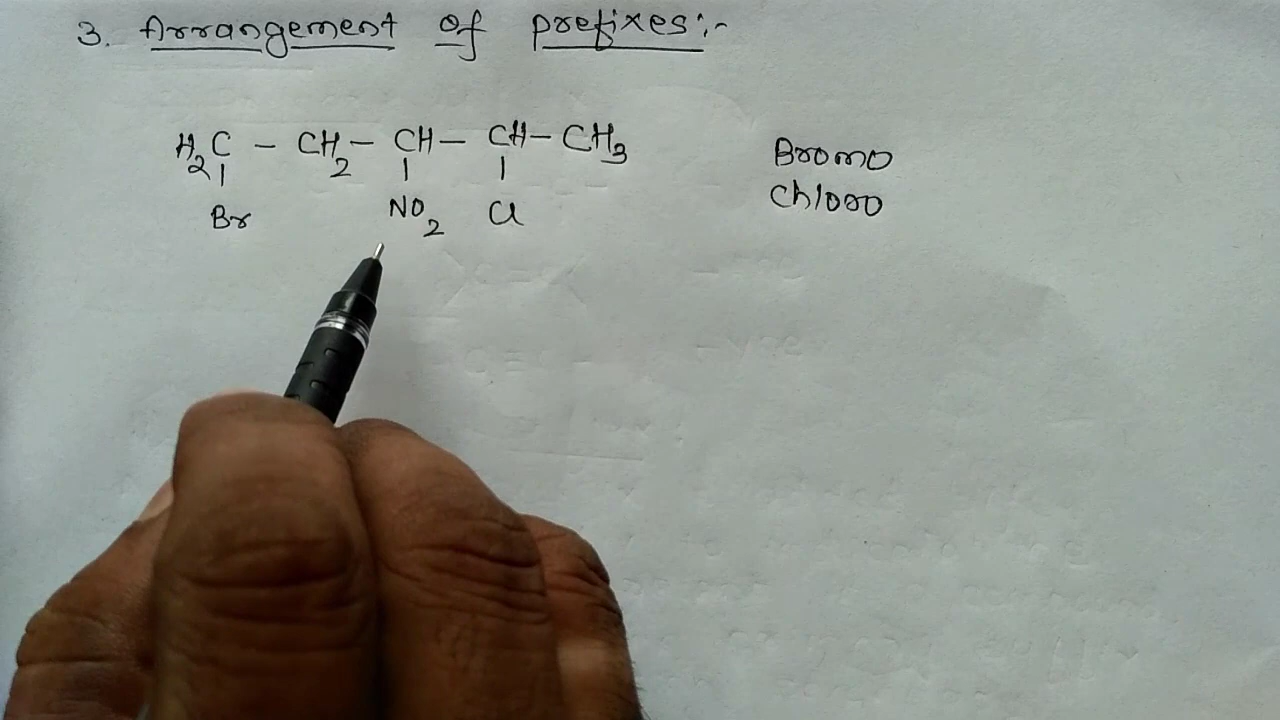 3. Arrangement of prefixes:-
H₂C – CH₂ – CH – CH – CH₃
| | |
Br NO₂ Cl
Bromo
Chloro